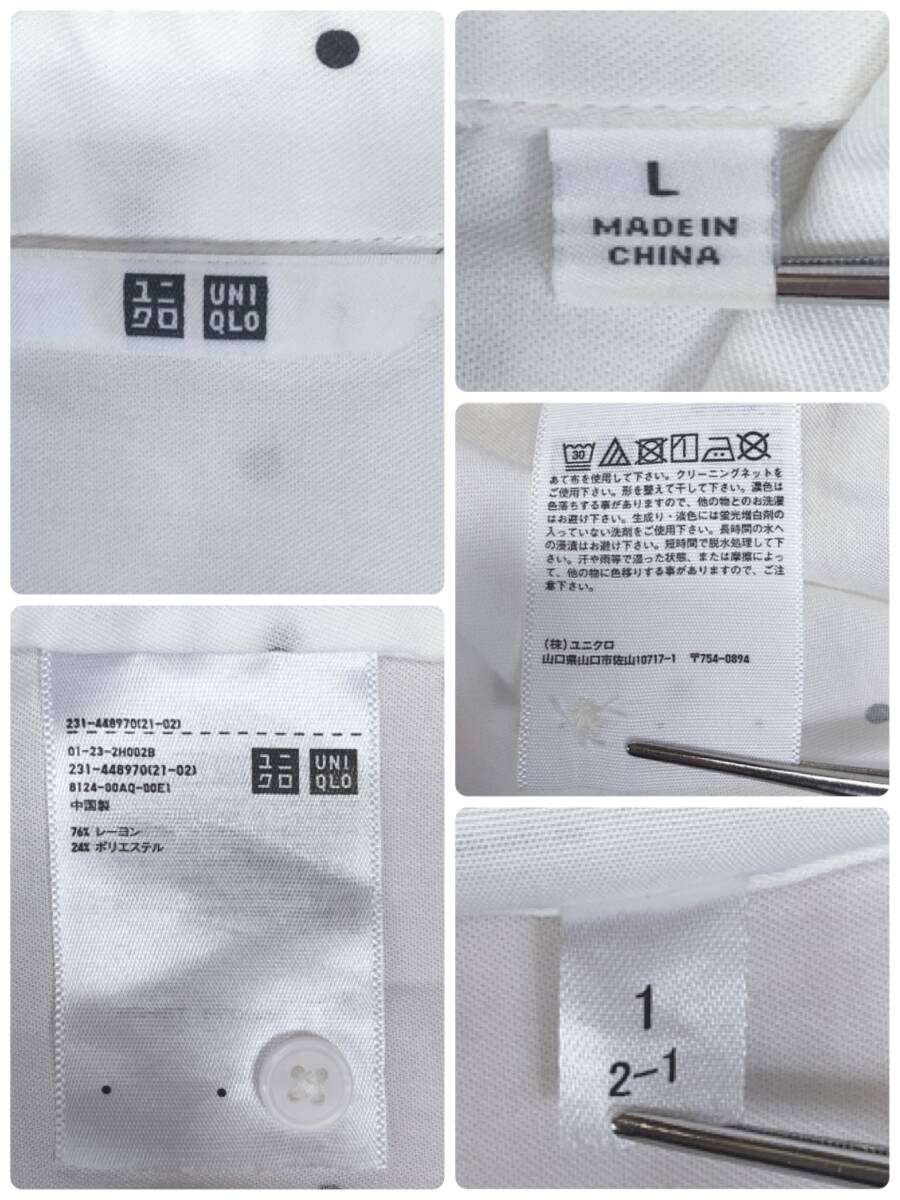 ユニ
クロ
UNI
QLO
L
MADE IN
CHINA
30
あて布を使用して下さい。クリーニングネットを
ご使用下さい。形を整えて干して下さい。濃色は
色落ちする事がありますので、他の物とのお洗濯
はお避け下さい。生成り・淡色には蛍光増白剤の
入っていない洗剤をご使用下さい。長時間の水へ
の浸漬はお避け下さい。短時間で脱水処理して下
さい。汗や雨等で湿った状態、または摩擦によっ
て、他の物に色移りする事がありますので、ご注
意下さい。
(株)ユニクロ
山口県山口市佐山10717-1 〒754-0894
231-448970(21-02)
01-23-2H002B
231-448970(21-02)
8124-00AQ-00E1
中国製
ユニ
クロ
UNI
QLO
76% レーヨン
24% ポリエステル
1
2-1